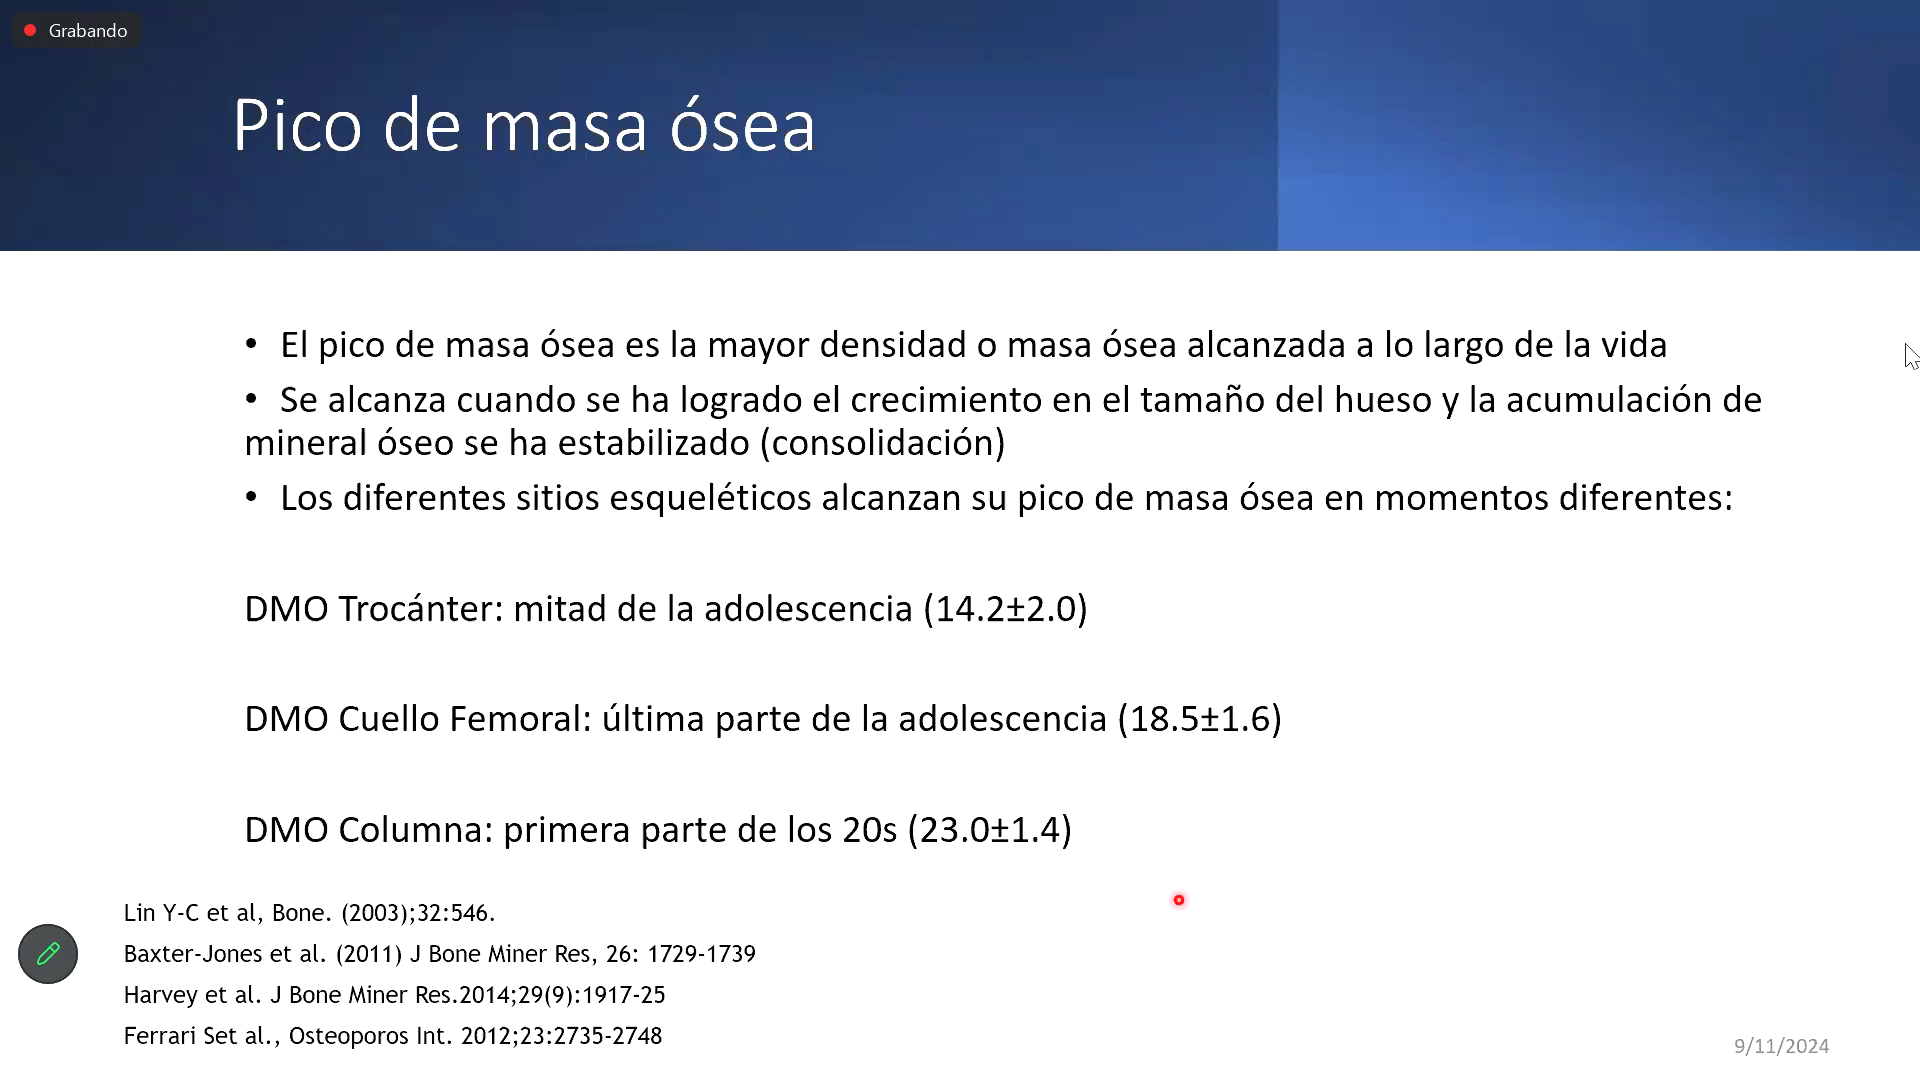 Grabando
Pico de masa ósea
• El pico de masa ósea es la mayor densidad o masa ósea alcanzada a lo largo de la vida
• Se alcanza cuando se ha logrado el crecimiento en el tamaño del hueso y la acumulación de
mineral óseo se ha estabilizado (consolidación)
• Los diferentes sitios esqueléticos alcanzan su pico de masa ósea en momentos diferentes:
DMO Trocánter: mitad de la adolescencia (14.2±2.0)
DMO Cuello Femoral: última parte de la adolescencia (18.5±1.6)
DMO Columna: primera parte de los 20s (23.0±1.4)
Lin Y-C et al, Bone. (2003);32:546.
Baxter-Jones et al. (2011) J Bone Miner Res, 26: 1729-1739
Harvey et al. J Bone Miner Res.2014;29(9):1917-25
Ferrari Set al., Osteoporos Int. 2012;23:2735-2748
9/11/2024